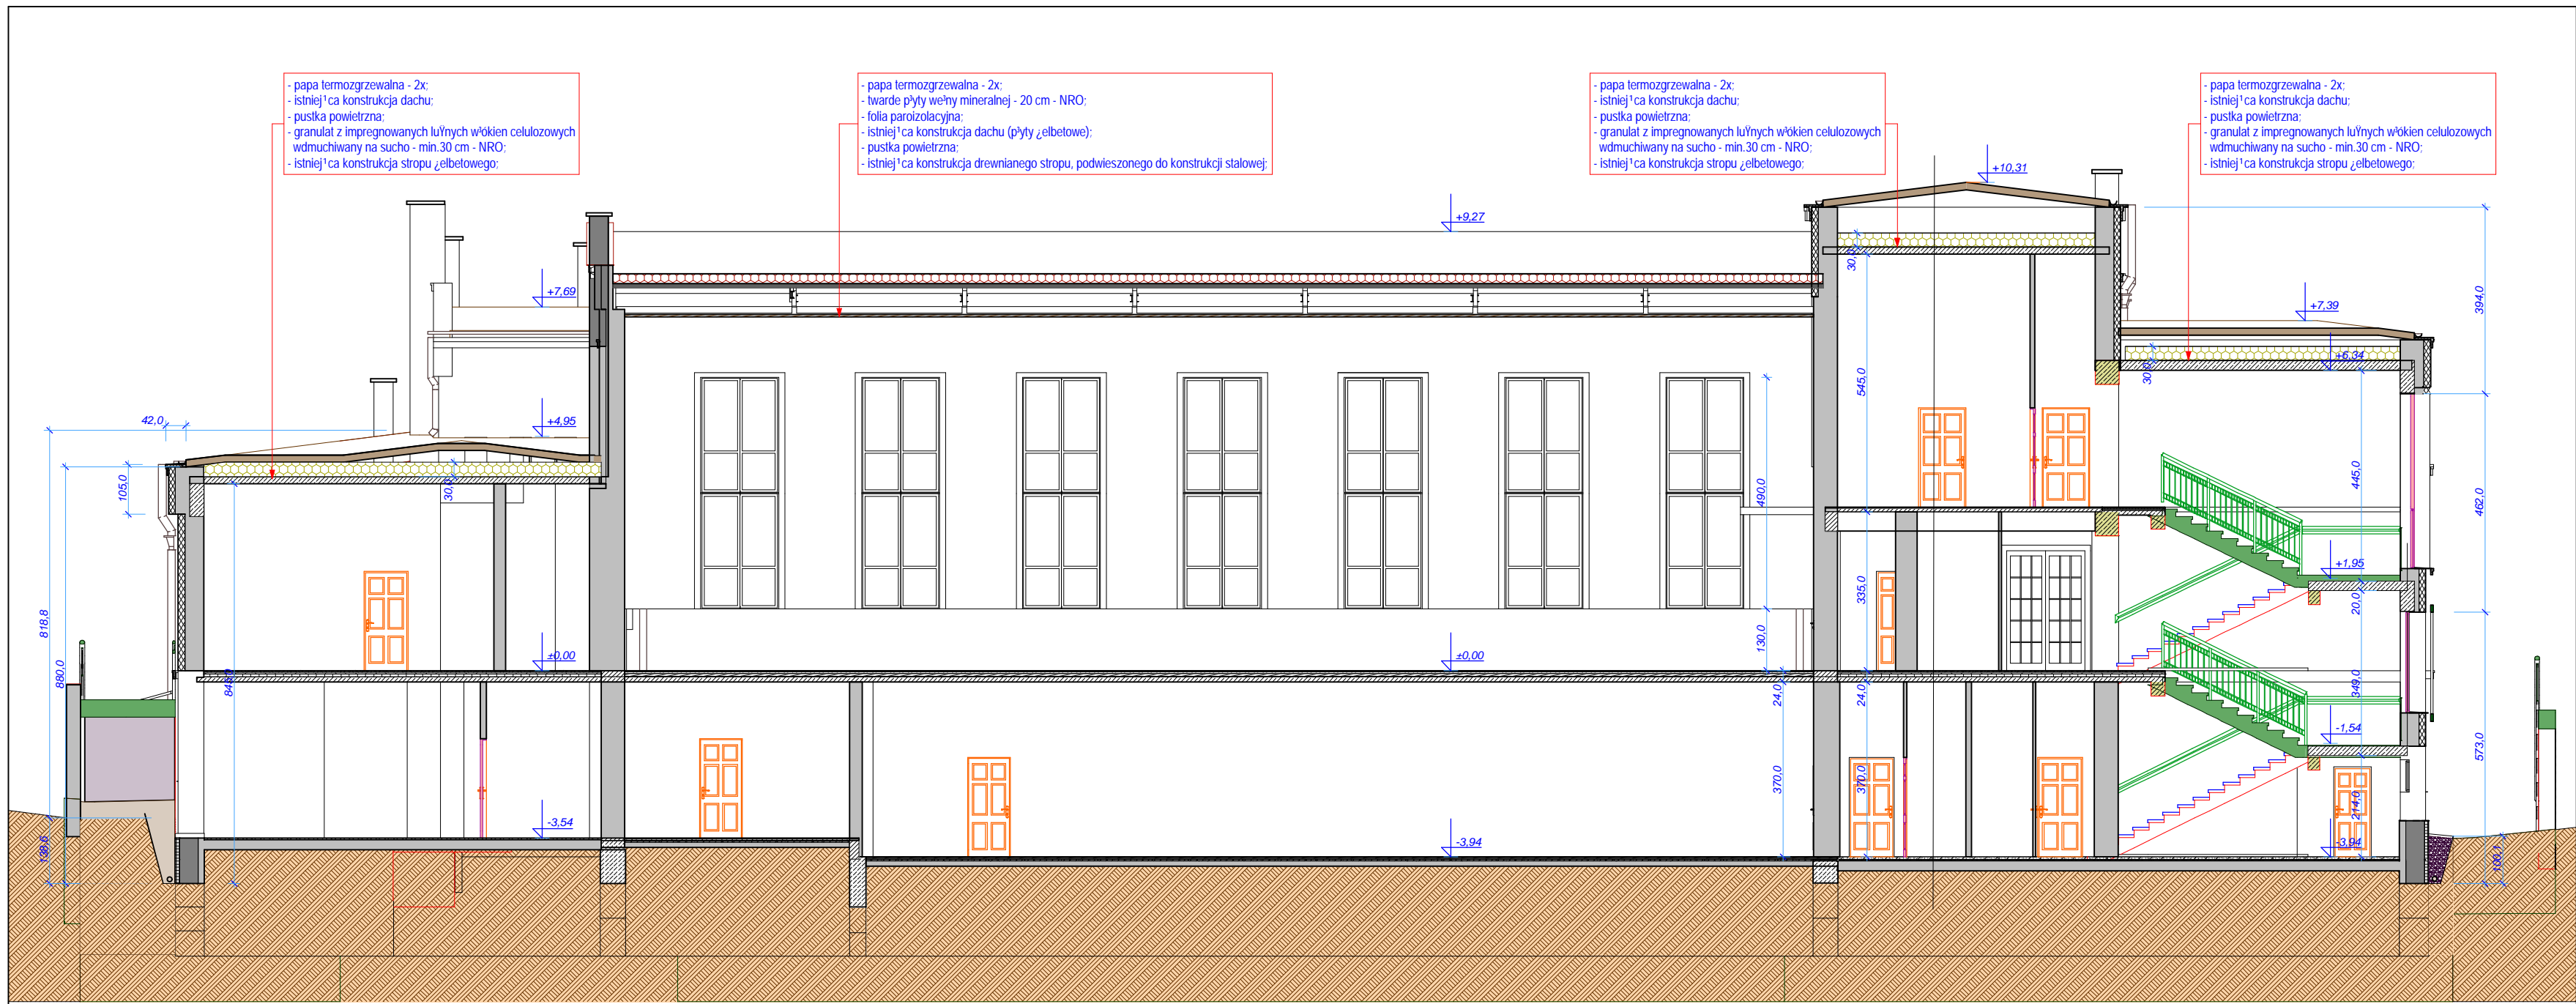 - papa termozgrzewalna - 2x;
- istniej¹ca konstrukcja dachu;
- pustka powietrzna;
- granulat z impregnowanych luŸnych w³ókien celulozowych
wdmuchiwany na sucho - min.30 cm - NRO;
- istniej¹ca konstrukcja stropu ¿elbetowego;
- papa termozgrzewalna - 2x;
- twarde p³yty we³ny mineralnej - 20 cm - NRO;
- folia paroizolacyjna;
- istniej¹ca konstrukcja dachu (p³yty ¿elbetowe);
- pustka powietrzna;
- istniej¹ca konstrukcja drewnianego stropu, podwieszonego do konstrukcji stalowej;
- papa termozgrzewalna - 2x;
- istniej¹ca konstrukcja dachu;
- pustka powietrzna;
- granulat z impregnowanych luŸnych w³ókien celulozowych
wdmuchiwany na sucho - min.30 cm - NRO;
- istniej¹ca konstrukcja stropu ¿elbetowego;
- papa termozgrzewalna - 2x;
- istniej¹ca konstrukcja dachu;
- pustka powietrzna;
- granulat z impregnowanych luŸnych w³ókien celulozowych
wdmuchiwany na sucho - min.30 cm - NRO;
- istniej¹ca konstrukcja stropu ¿elbetowego;
+10,31
+9,27
30,0
+7,69
+7,39
394,0
+6,34
30,0
545,0
42,0
+4,95
105,0
30,0
490,0
445,0
462,0
+1,95
20,0
335,0
818,8
880,0
845,0
±0,00
±0,00
130,0
24,0
24,0
349,0
-1,54
573,0
370,0
370,0
214,0
-3,54
-3,94
-3,94
138,6
100,1